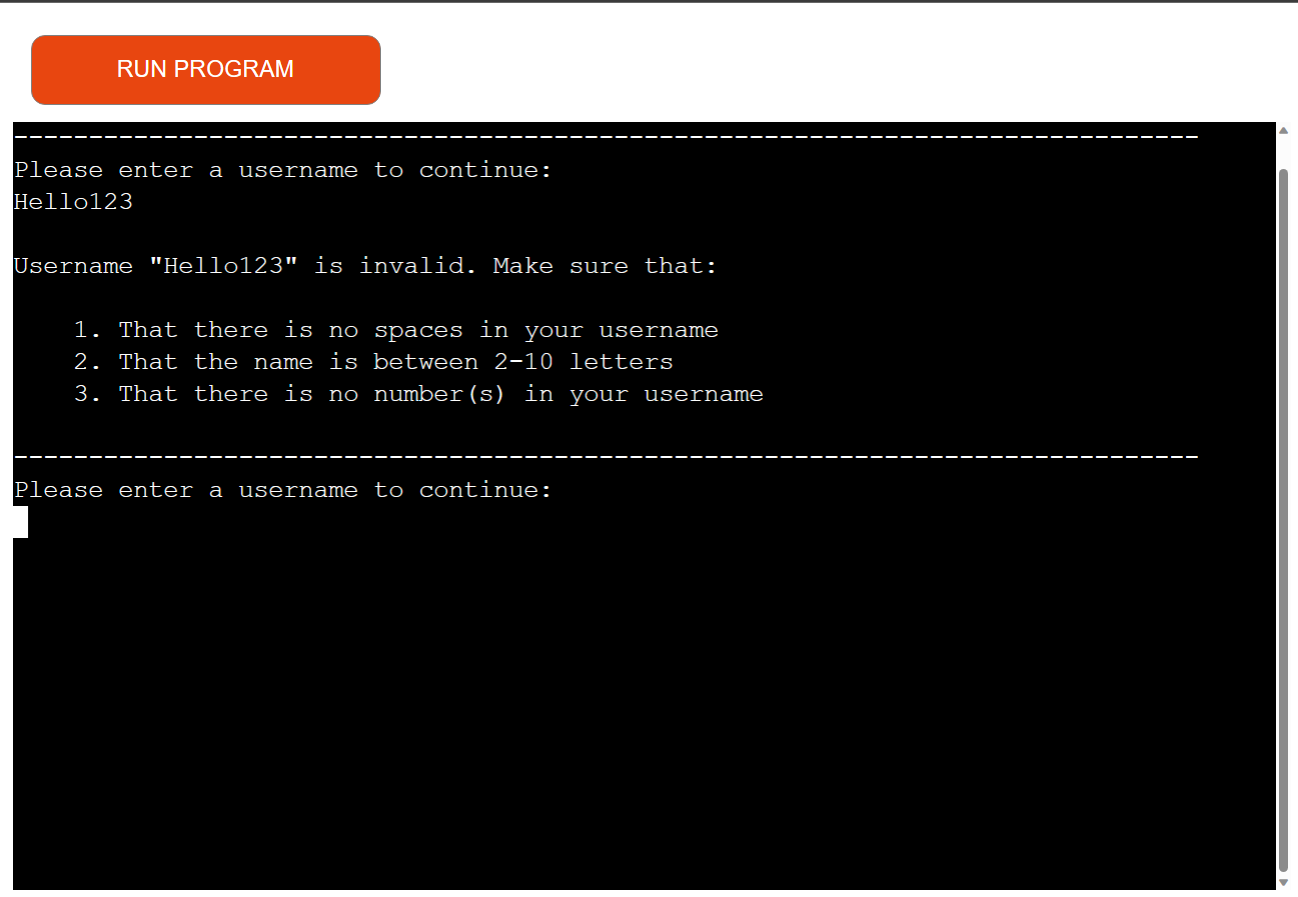 RUN PROGRAM
-------------------------------------------------------------------------------
Please enter a username to continue:
Hello123
Username "Hello123" is invalid. Make sure that:
1. That there is no spaces in your username
2. That the name is between 2-10 letters
3. That there is no number(s) in your username
-------------------------------------------------------------------------------
Please enter a username to continue: